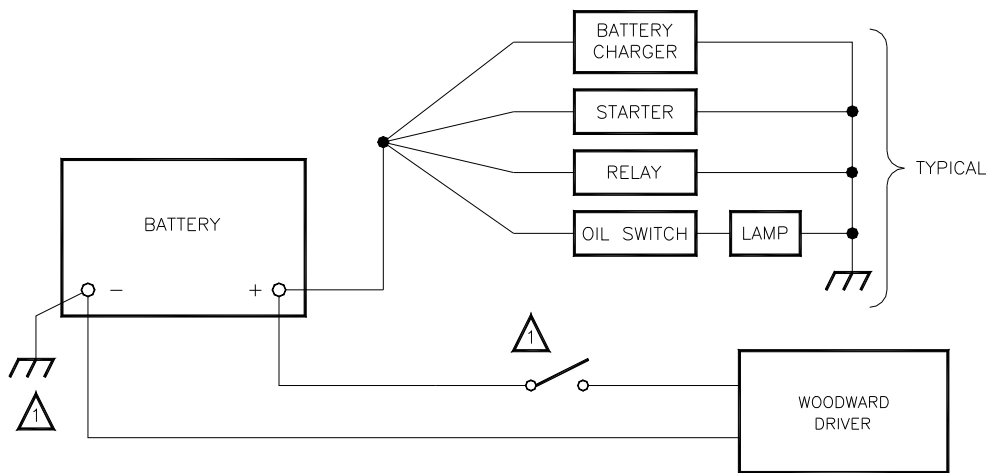 BATTERY
CHARGER
STARTER
RELAY
OIL SWITCH
LAMP
TYPICAL
BATTERY
− +
1
1
WOODWARD
DRIVER